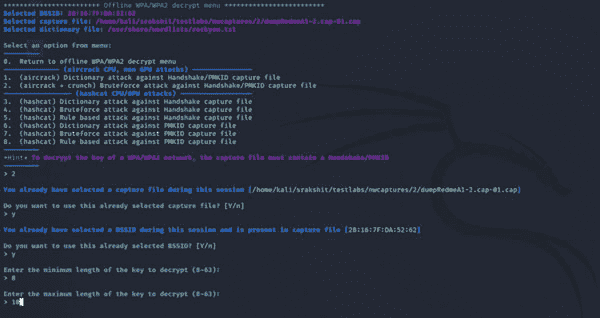 *********************** Offline WPA/WPA2 decrypt menu ************************
Selected BSSID: 28:16:7F:DA:52:62
Selected capture file: /home/kali/srakshit/testlabs/nwcaptures/2/dumpRedmeA1-2.cap-01.cap
Selected dictionary file: /usr/share/wordlists/rockyou.txt
Select an option from menu:
0. Return to offline WPA/WPA2 decrypt menu
(aircrack CPU, non GPU attacks)
1. (aircrack) Dictionary attack against Handshake/PMKID capture file
2. (aircrack + crunch) Bruteforce attack against Handshake/PMKID capture file
(hashcat CPU/GPU attacks)
3. (hashcat) Dictionary attack against Handshake capture file
4. (hashcat) Bruteforce attack against Handshake capture file
5. (hashcat) Rule based attack against Handshake capture file
6. (hashcat) Dictionary attack against PMKID capture file
7. (hashcat) Bruteforce attack against PMKID capture file
8. (hashcat) Rule based attack against PMKID capture file
*Hint* To decrypt the key of a WPA/WPA2 network, the capture file must contain a Handshake/PMKID
> 2
You already have selected a capture file during this session [/home/kali/srakshit/testlabs/nwcaptures/2/dumpRedmeA1-2.cap-01.cap]
Do you want to use this already selected capture file? [Y/n]
> y
You already have selected a BSSID during this session and is present in capture file [28:16:7F:DA:52:62]
Do you want to use this already selected BSSID? [Y/n]
> y
Enter the minimum length of the key to decrypt (8-63):
> 8
Enter the maximum length of the key to decrypt (8-63):
> 10